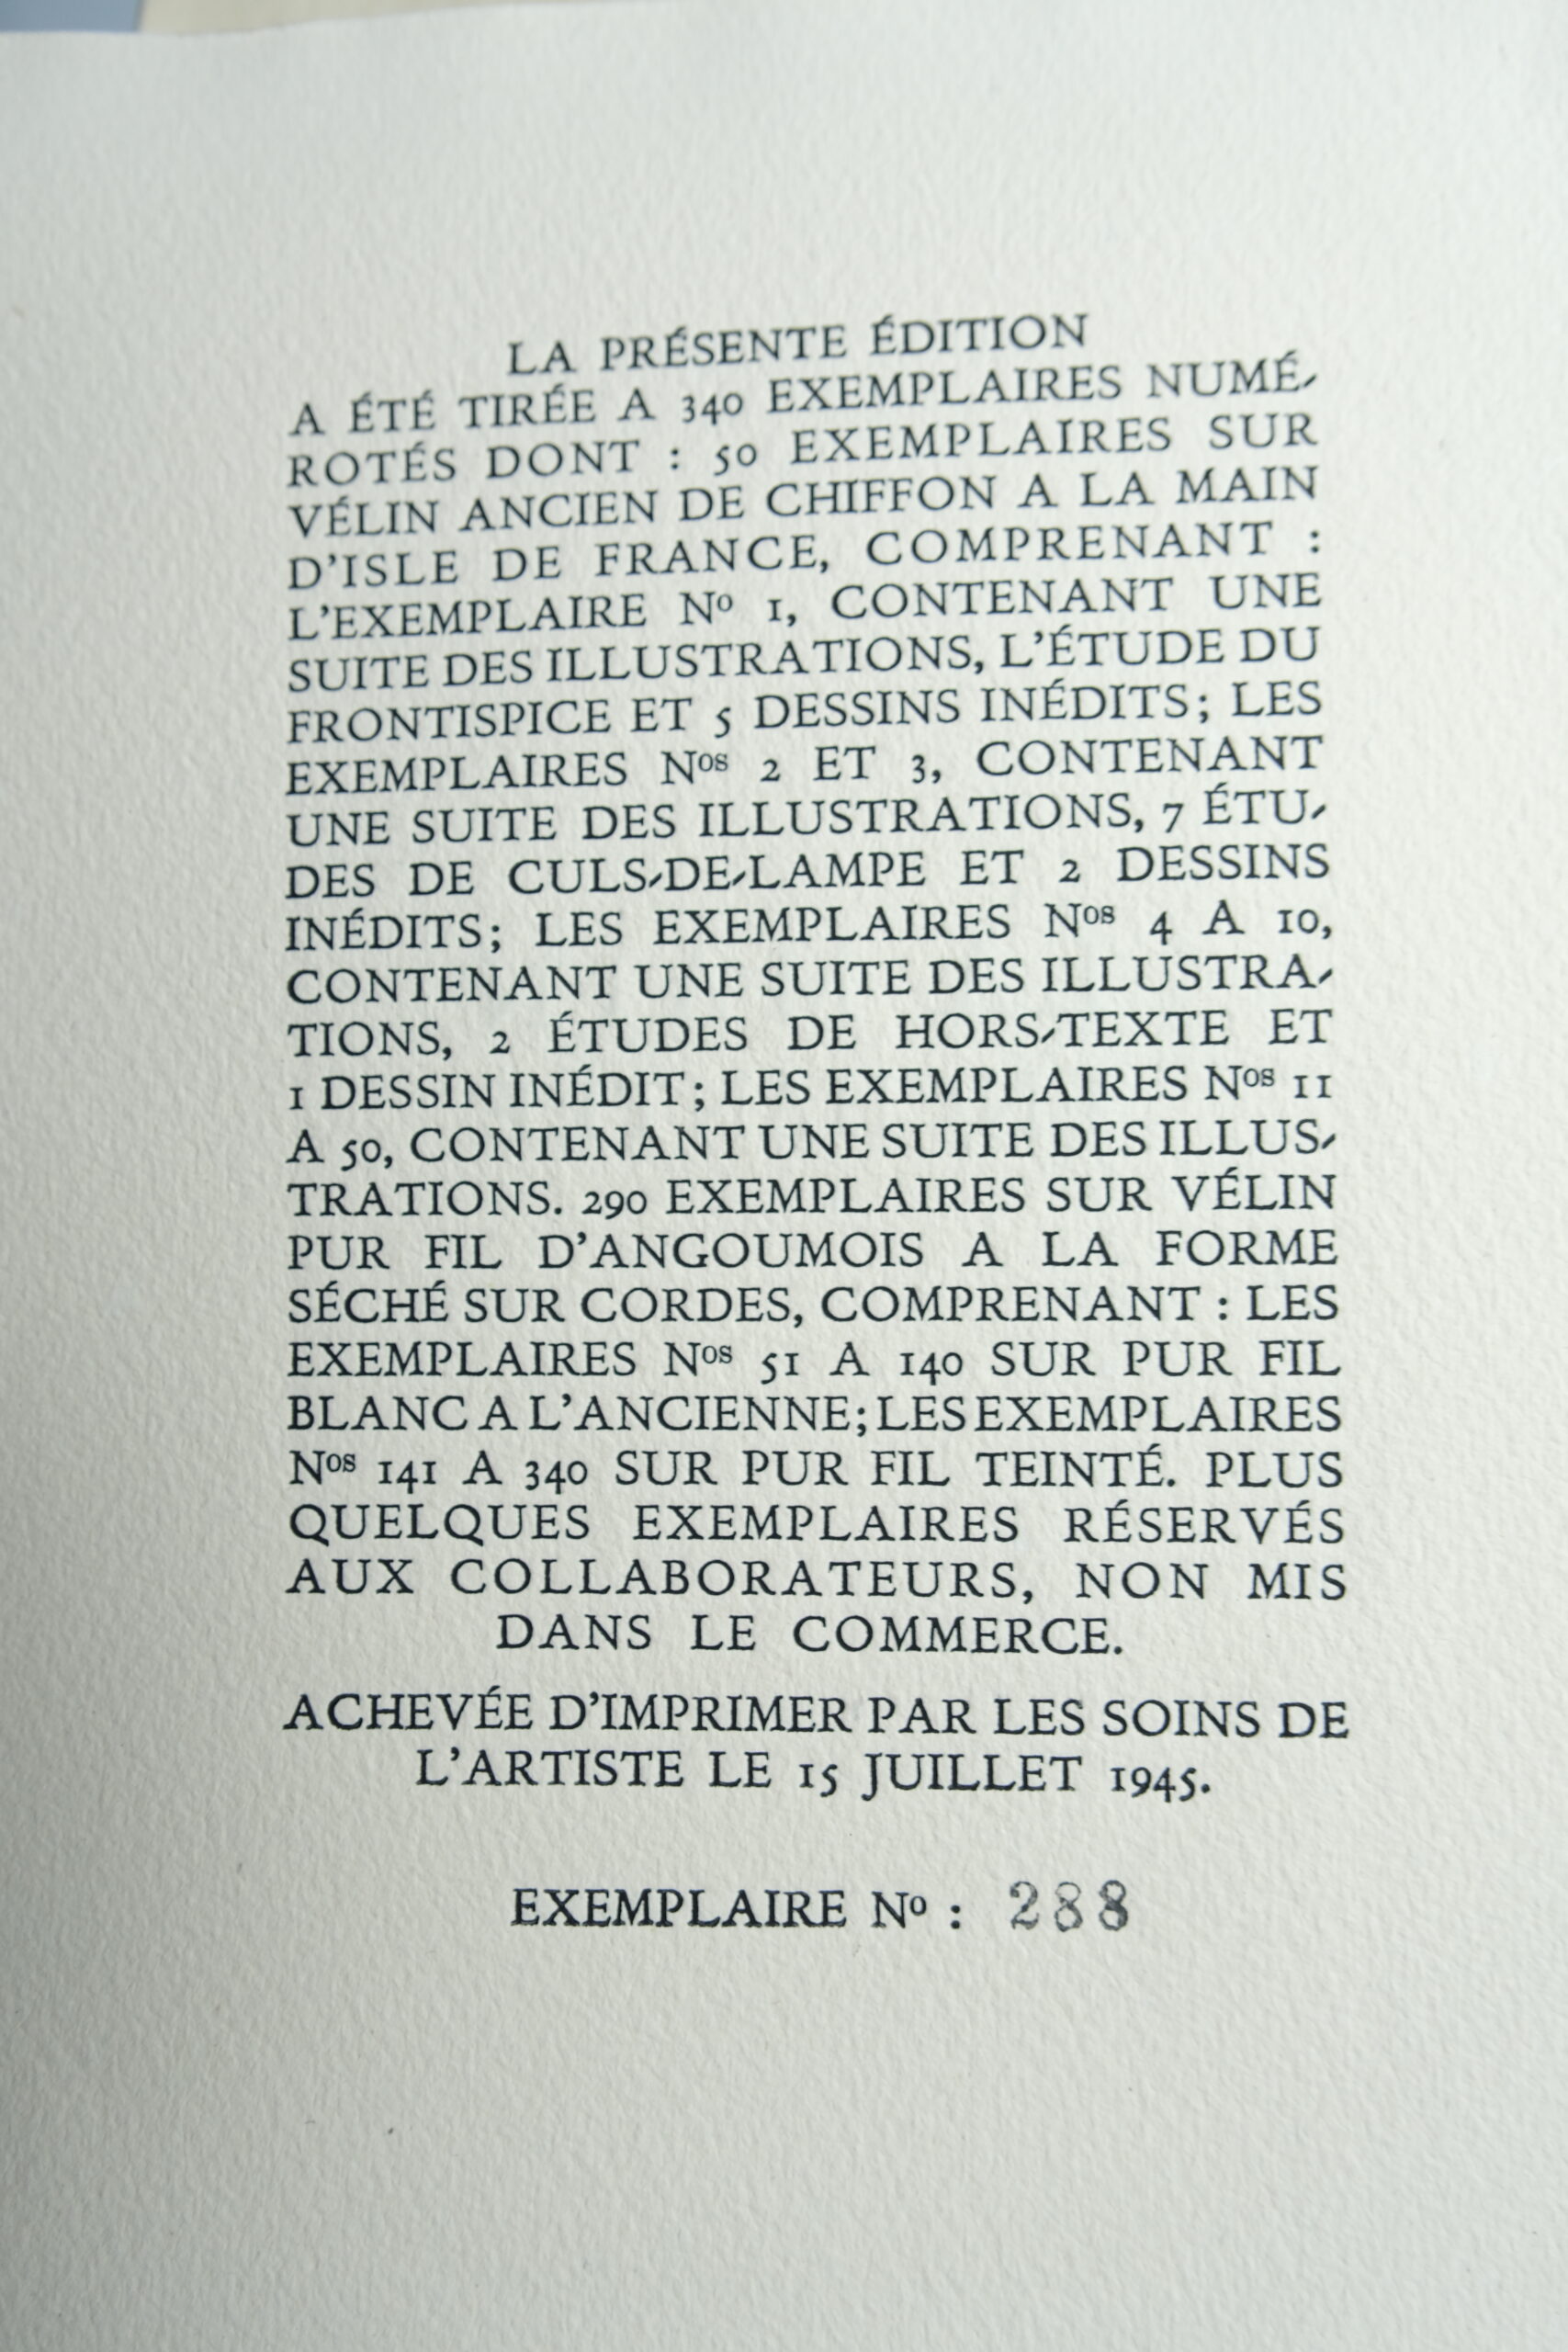 LA PRÉSENTE ÉDITION
A ÉTÉ TIRÉE A 340 EXEMPLAIRES NUMÉ-
ROTÉS DONT : 50 EXEMPLAIRES SUR
VÉLIN ANCIEN DE CHIFFON A LA MAIN
D'ISLE DE FRANCE, COMPRENANT :
L'EXEMPLAIRE Nº 1, CONTENANT UNE
SUITE DES ILLUSTRATIONS, L'ÉTUDE DU
FRONTISPICE ET 5 DESSINS INÉDITS; LES
EXEMPLAIRES Nos 2 ET 3, CONTENANT
UNE SUITE DES ILLUSTRATIONS, 7 ÉTU-
DES DE CULS-DE-LAMPE ET 2 DESSINS
INÉDITS; LES EXEMPLAIRES Nos 4 A 10,
CONTENANT UNE SUITE DES ILLUSTRA-
TIONS, 2 ÉTUDES DE HORS-TEXTE ET
1 DESSIN INÉDIT; LES EXEMPLAIRES Nos 11
A 50, CONTENANT UNE SUITE DES ILLUS-
TRATIONS. 290 EXEMPLAIRES SUR VÉLIN
PUR FIL D'ANGOUMOIS A LA FORME
SÉCHÉ SUR CORDES, COMPRENANT : LES
EXEMPLAIRES Nos 51 A 140 SUR PUR FIL
BLANC A L'ANCIENNE; LES EXEMPLAIRES
Nos 141 A 340 SUR PUR FIL TEINTÉ. PLUS
QUELQUES EXEMPLAIRES RÉSERVÉS
AUX COLLABORATEURS, NON MIS
DANS LE COMMERCE.
ACHEVÉE D'IMPRIMER PAR LES SOINS DE
L'ARTISTE LE 15 JUILLET 1945.
EXEMPLAIRE Nº : 288